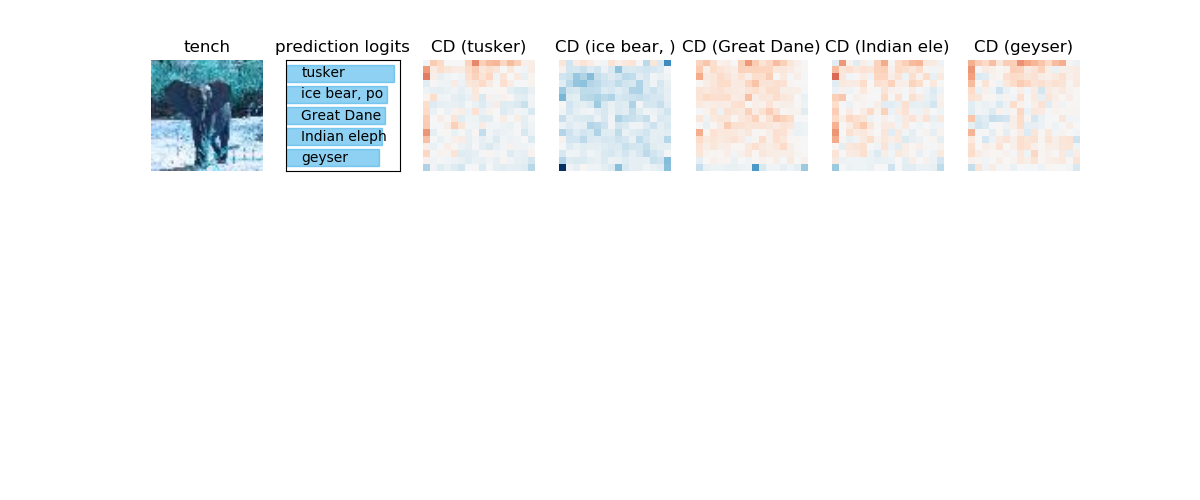 tench
prediction logits
CD (tusker)
CD (ice bear, )
CD (Great Dane)
CD (Indian ele)
CD (geyser)
tusker
ice bear, po
Great Dane
Indian eleph
geyser